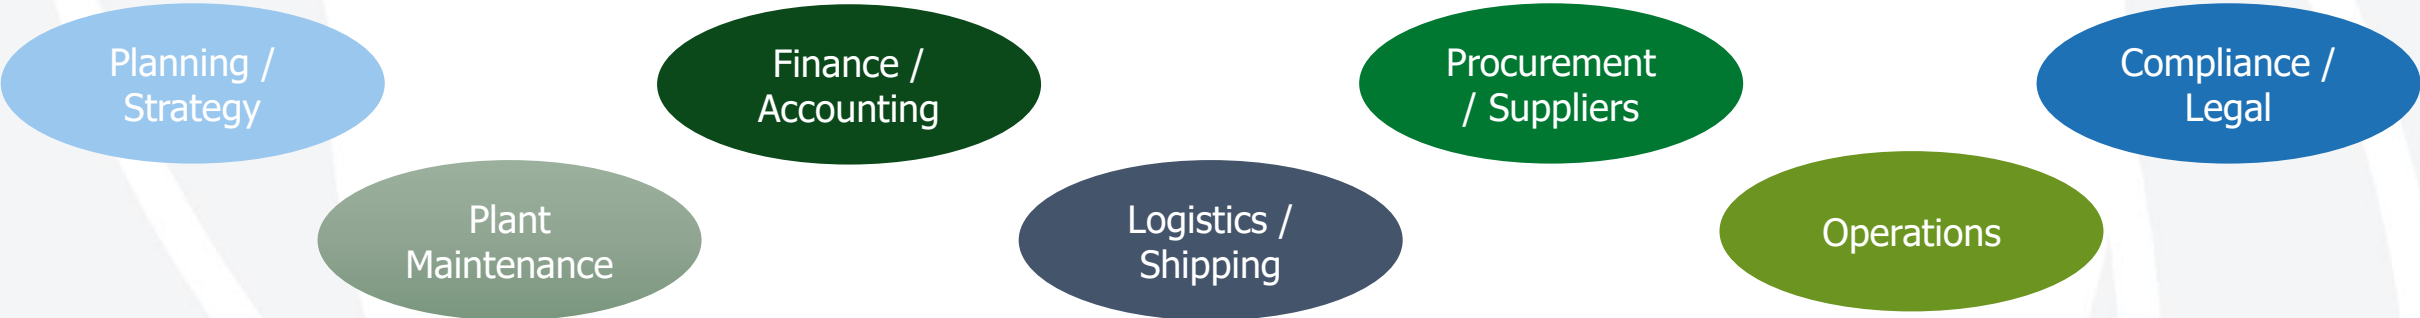 Planning /
Strategy
Finance /
Accounting
Procurement
/ Suppliers
Compliance /
Legal
Plant
Maintenance
Logistics /
Shipping
Operations